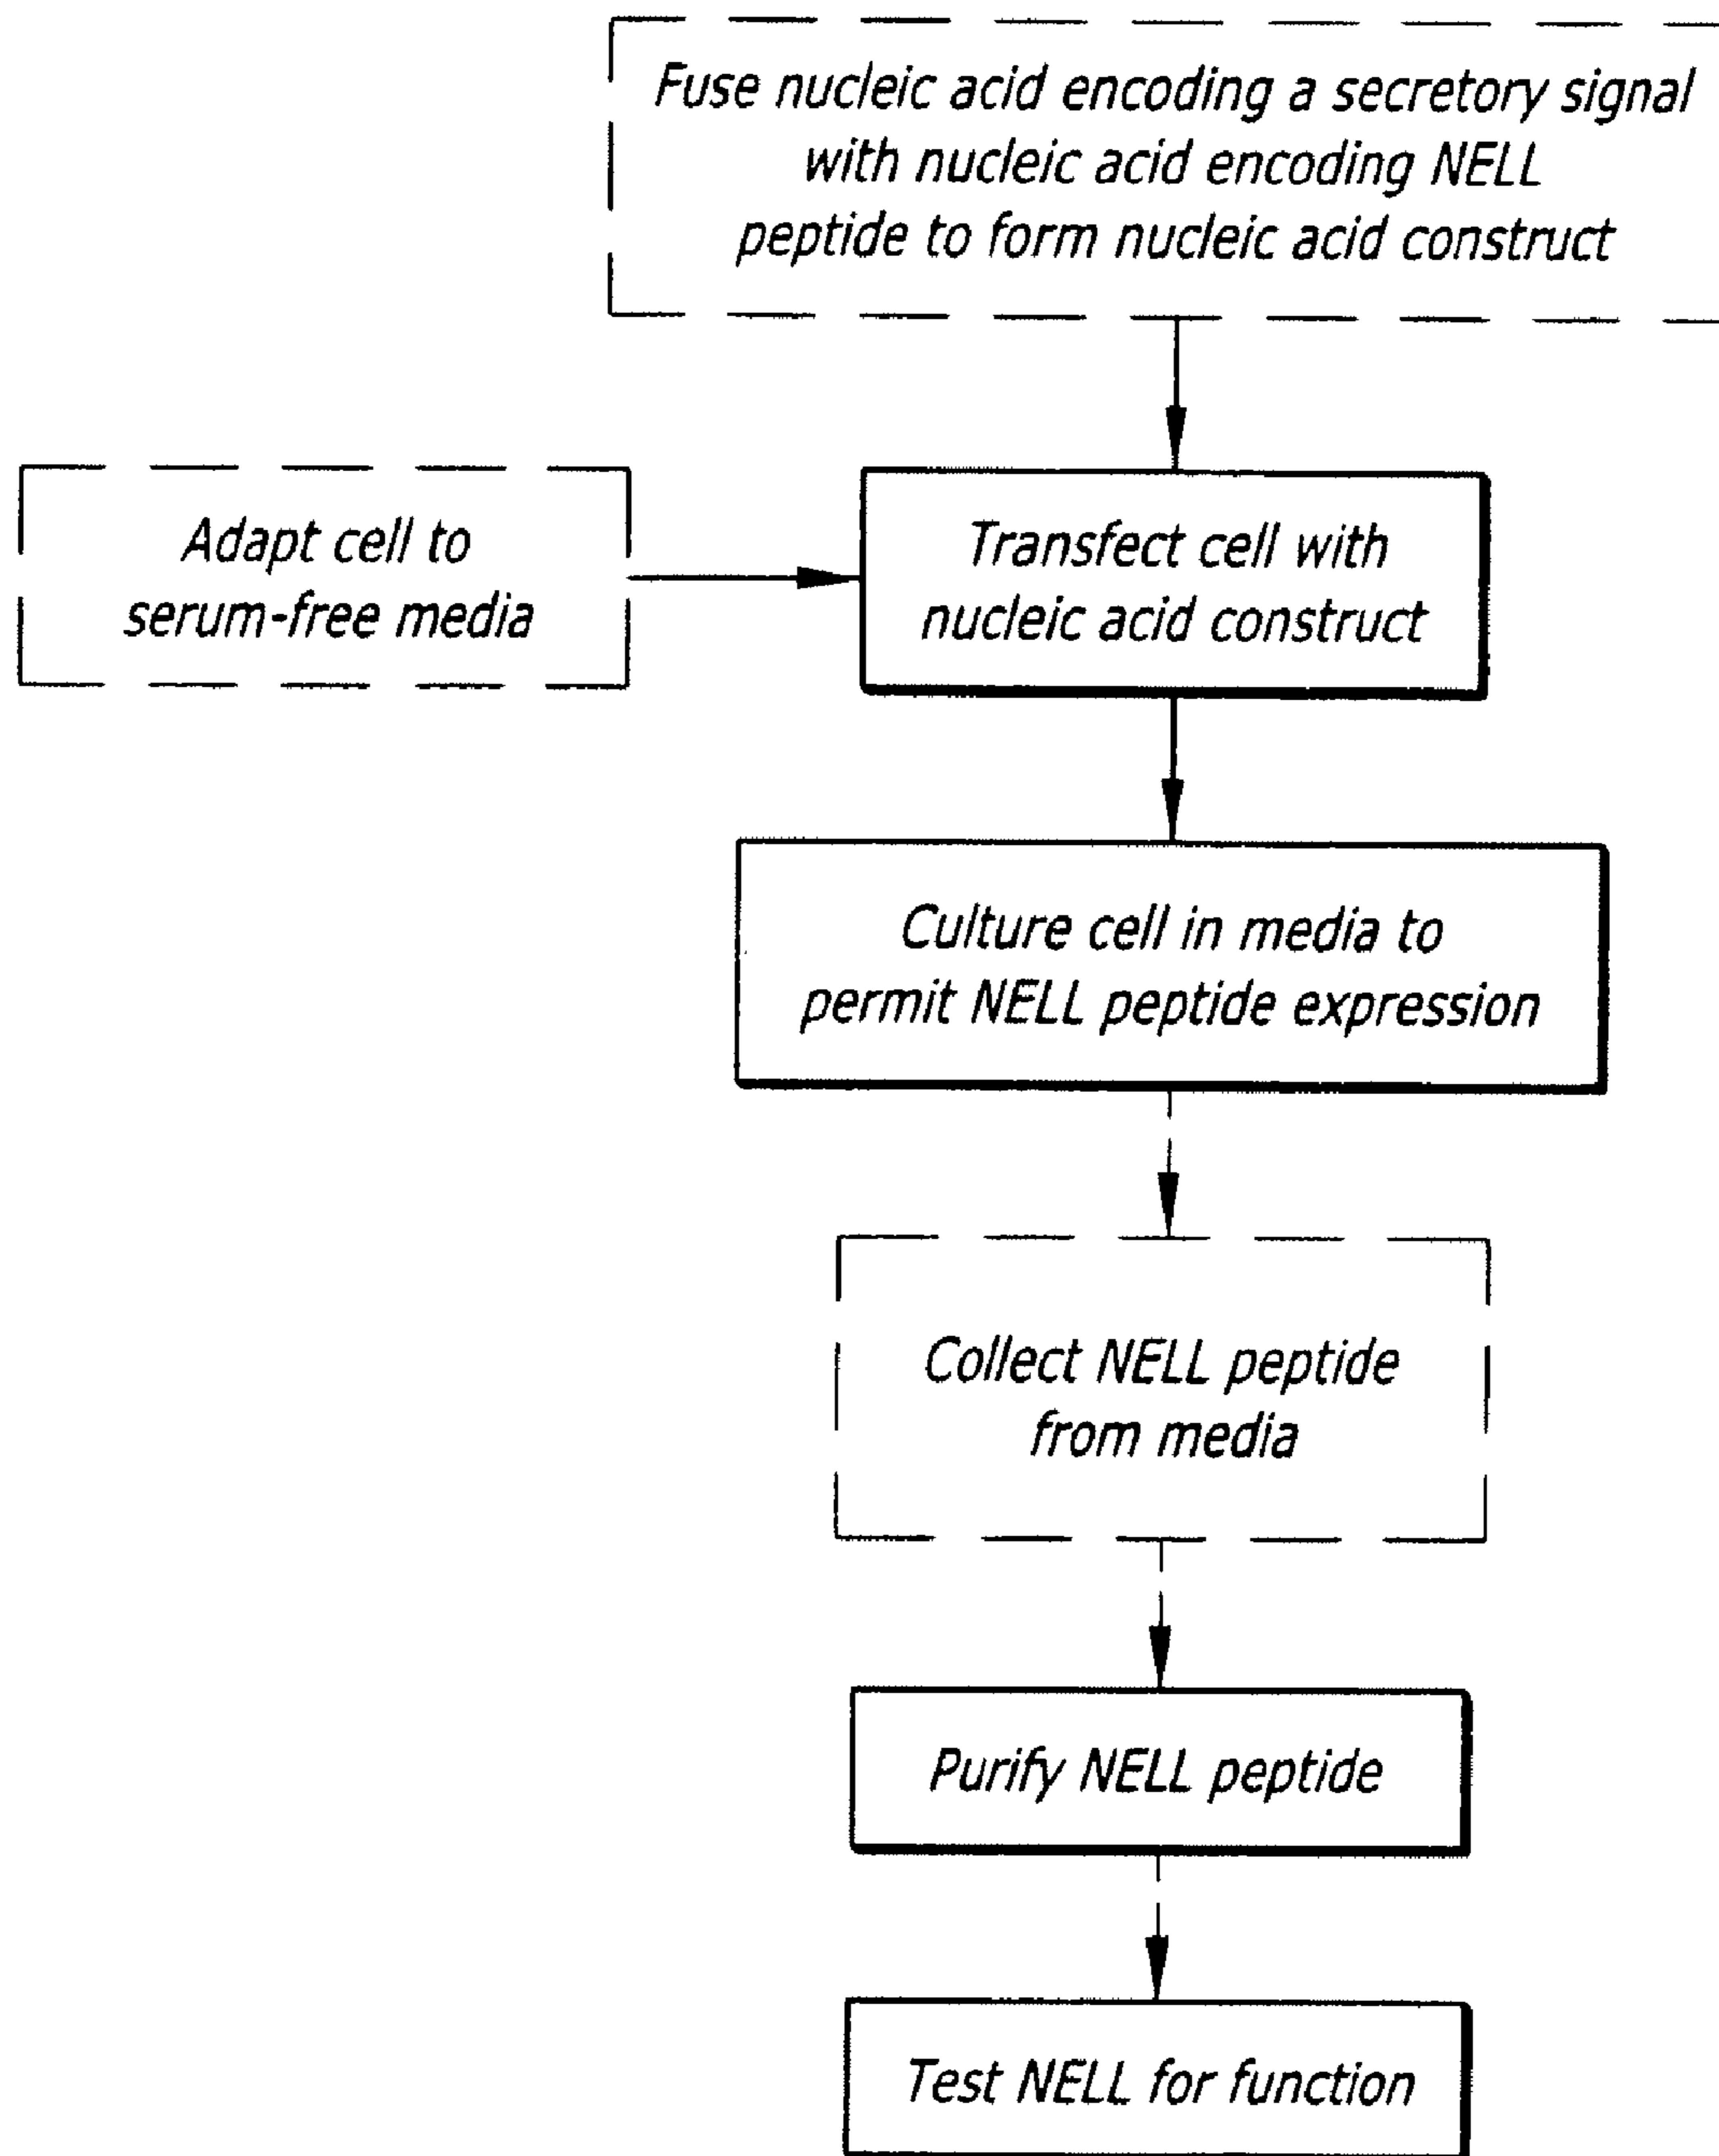 Fuse nucleic acid encoding a secretory signal
with nucleic acid encoding NELL
peptide to form nucleic acid construct
Adapt cell to
serum-free media
Transfect cell with
nucleic acid construct
Culture cell in media to
permit NELL peptide expression
Collect NELL peptide
from media
Purify NELL peptide
Test NELL for function